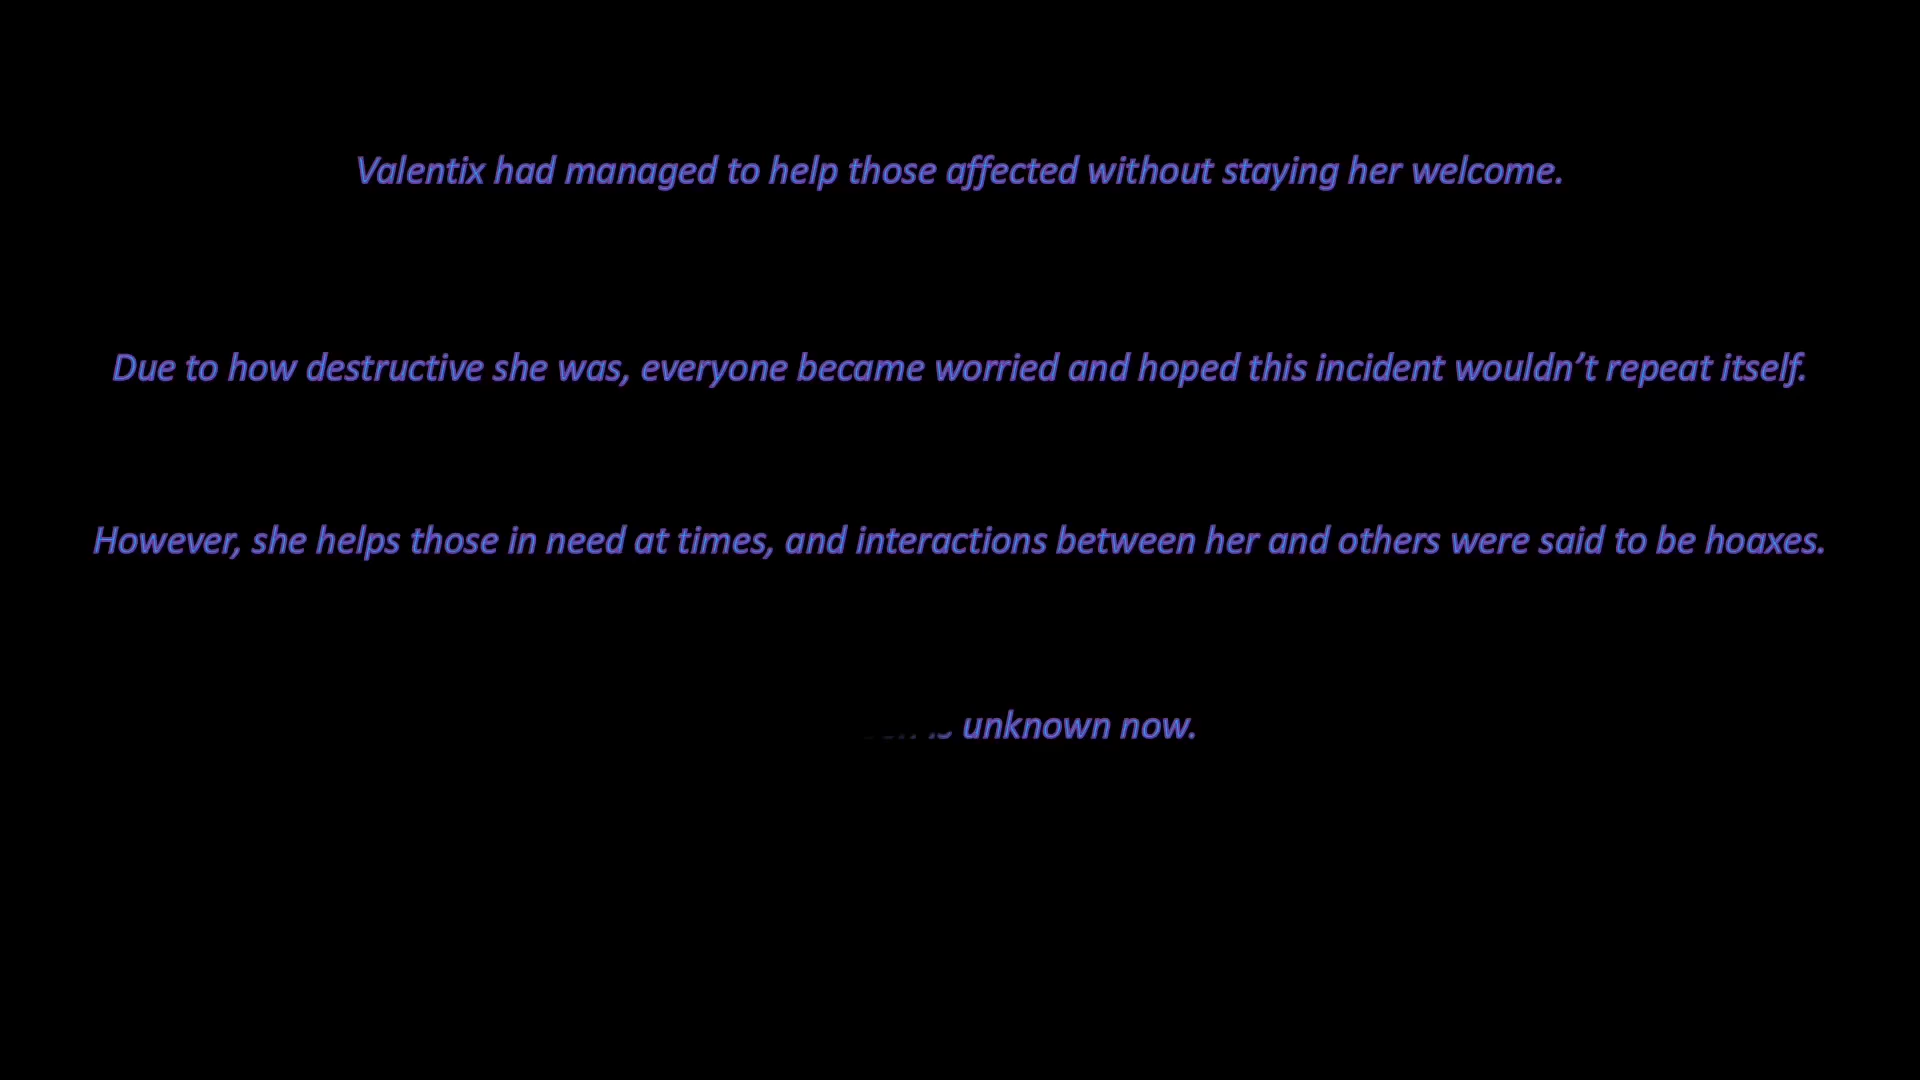 Valentix had managed to help those affected without staying her welcome.
Due to how destructive she was, everyone became worried and hoped this incident wouldn’t repeat itself.
However, she helps those in need at times, and interactions between her and others were said to be hoaxes.
is unknown now.